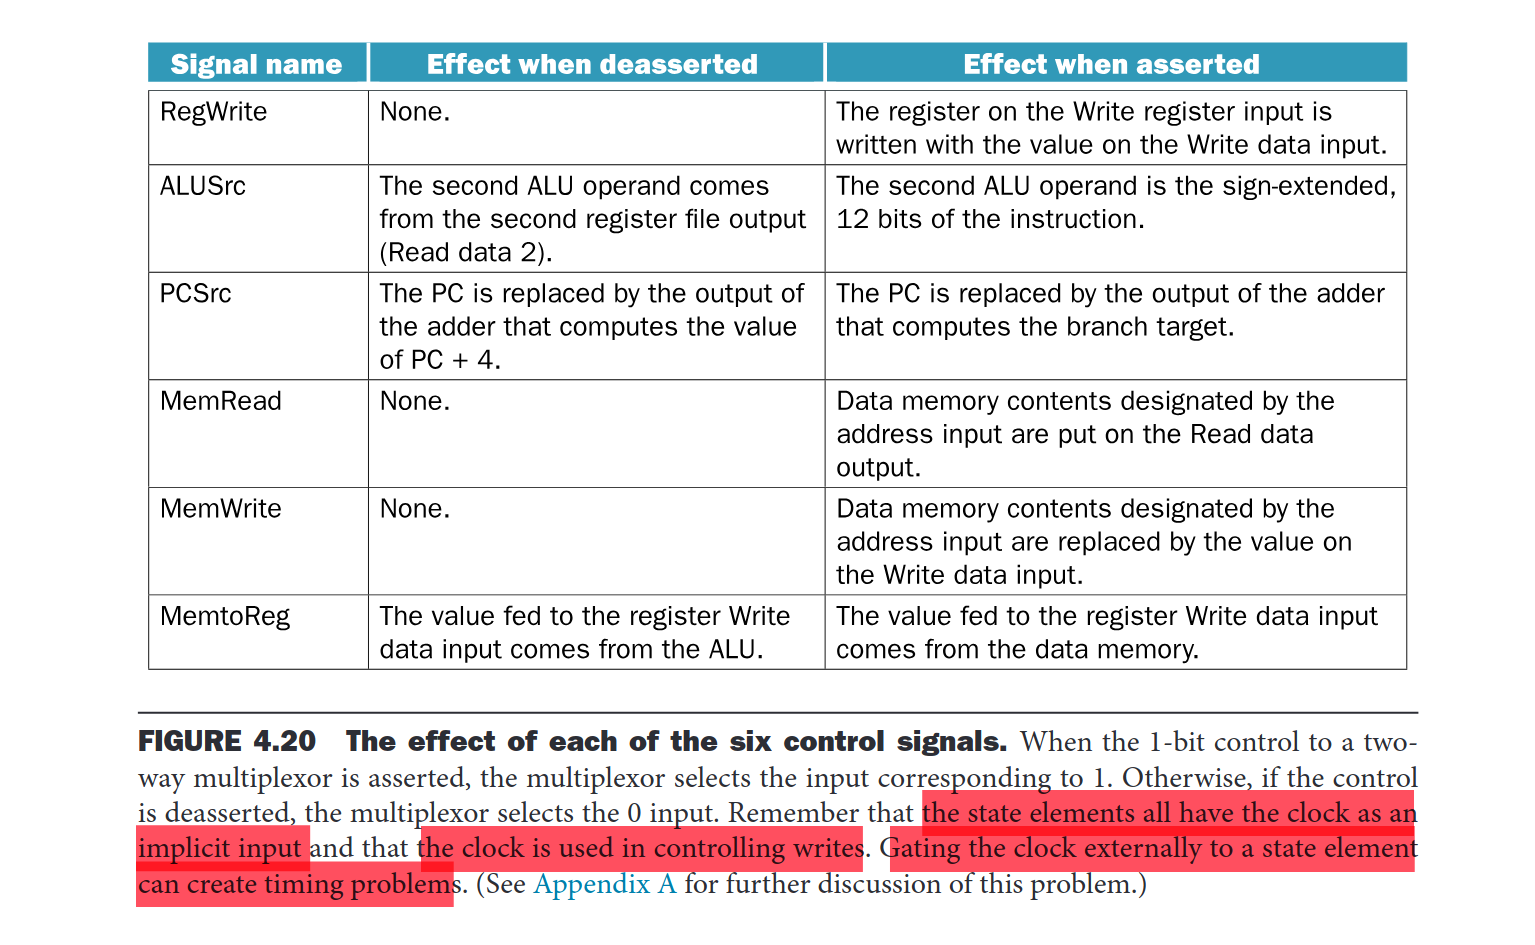 Signal name Effect when deasserted Effect when asserted
RegWrite None. The register on the Write register input is
written with the value on the Write data input.
ALUSrc The second ALU operand comes The second ALU operand is the sign-extended,
from the second register file output 12 bits of the instruction.
(Read data 2).
PCSrc The PC is replaced by the output of The PC is replaced by the output of the adder
the adder that computes the value that computes the branch target.
of PC + 4.
MemRead None. Data memory contents designated by the
address input are put on the Read data
output.
MemWrite None. Data memory contents designated by the
address input are replaced by the value on
the Write data input.
MemtoReg The value fed to the register Write The value fed to the register Write data input
data input comes from the ALU. comes from the data memory.
FIGURE 4.20 The effect of each of the six control signals. When the 1-bit control to a two-
way multiplexor is asserted, the multiplexor selects the input corresponding to 1. Otherwise, if the control
is deasserted, the multiplexor selects the 0 input. Remember that the state elements all have the clock as an
implicit input and that the clock is used in controlling writes. Gating the clock externally to a state element
can create timing problems. (See Appendix A for further discussion of this problem.)